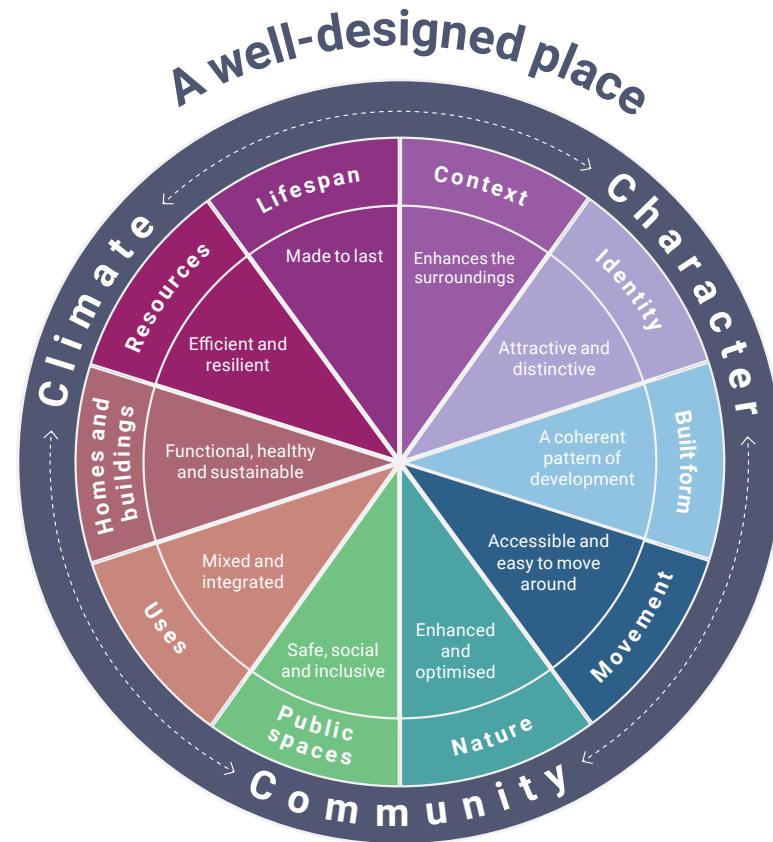 A well-designed place
Climate
Character
Community
Context
Enhances the
surroundings
Identity
Attractive and
distinctive
Built form
A coherent
pattern of
development
Movement
Accessible and
easy to move
around
Nature
Enhanced
and
optimised
Public
spaces
Safe, social
and inclusive
Uses
Mixed and
integrated
Homes and
buildings
Functional, healthy
and sustainable
Resources
Efficient and
resilient
Lifespan
Made to last